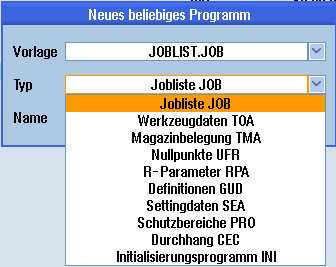 Neues beliebiges Programm
Vorlage JOBLIST.JOB
Typ Jobliste JOB
Jobliste JOB
Name Werkzeugdaten TOA
Magazinbelegung TMA
Nullpunkte UFR
R-Parameter RPA
Definitionen GUD
Settingdaten SEA
Schutzbereiche PRO
Durchhang CEC
Initialisierungsprogramm INI